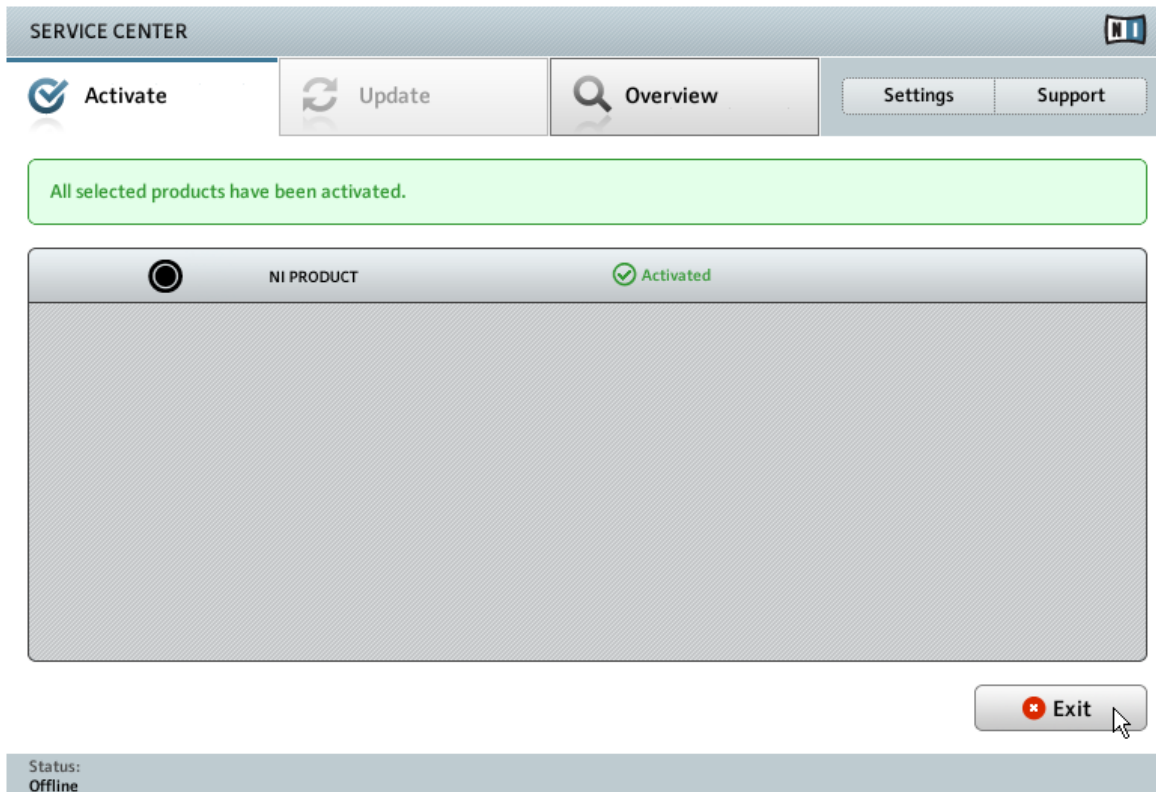 SERVICE CENTER
NI
Activate
Update
Overview
Settings
Support
All selected products have been activated.
NI PRODUCT
Activated
Exit
Status:
Offline